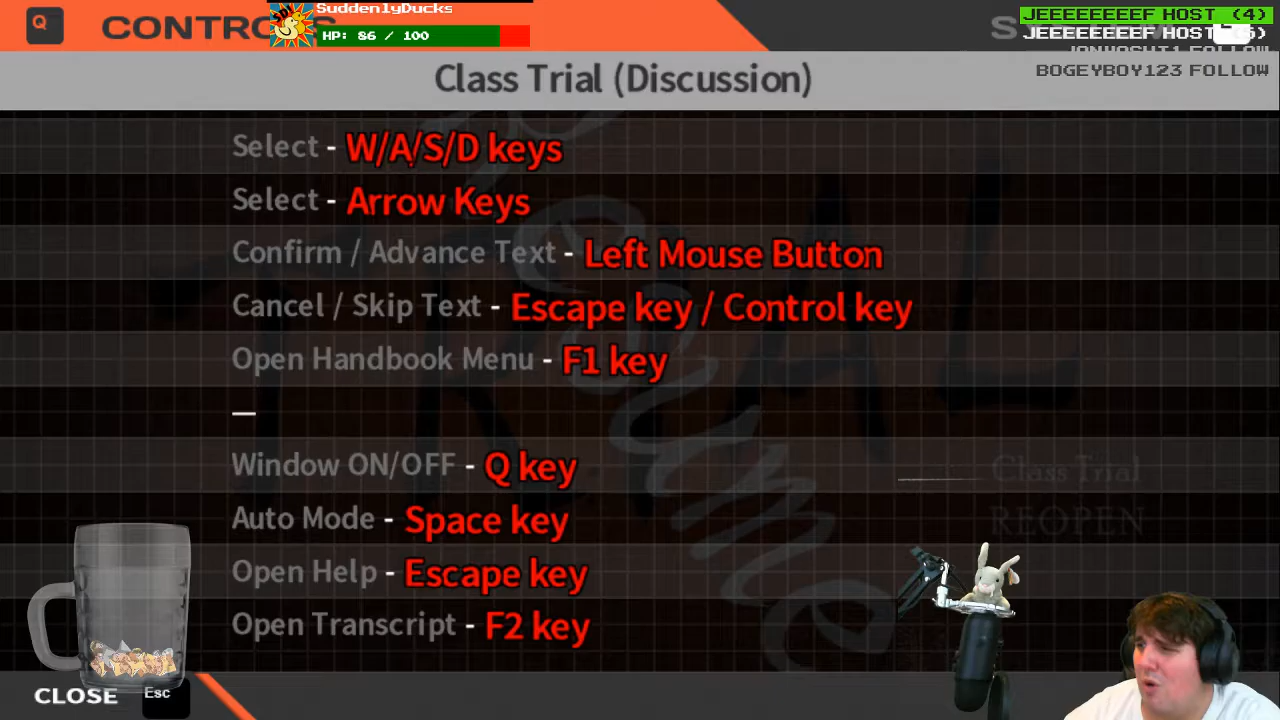 Q
CONTRO
SuddenlyDucks
HP: 86 / 100
JEEEEEEEEF HOST (4)
JEEEEEEEEF HOST (5)
BOGEYBOY123 FOLLOW
Class Trial (Discussion)
Select - W/A/S/D keys
Select - Arrow Keys
Confirm / Advance Text - Left Mouse Button
Cancel / Skip Text - Escape key / Control key
Open Handbook Menu - F1 key
—
Window ON/OFF - Q key
Auto Mode - Space key
Open Help - Escape key
Open Transcript - F2 key
TRIAL
Resume
Class Trial
REOPEN
CLOSE Esc